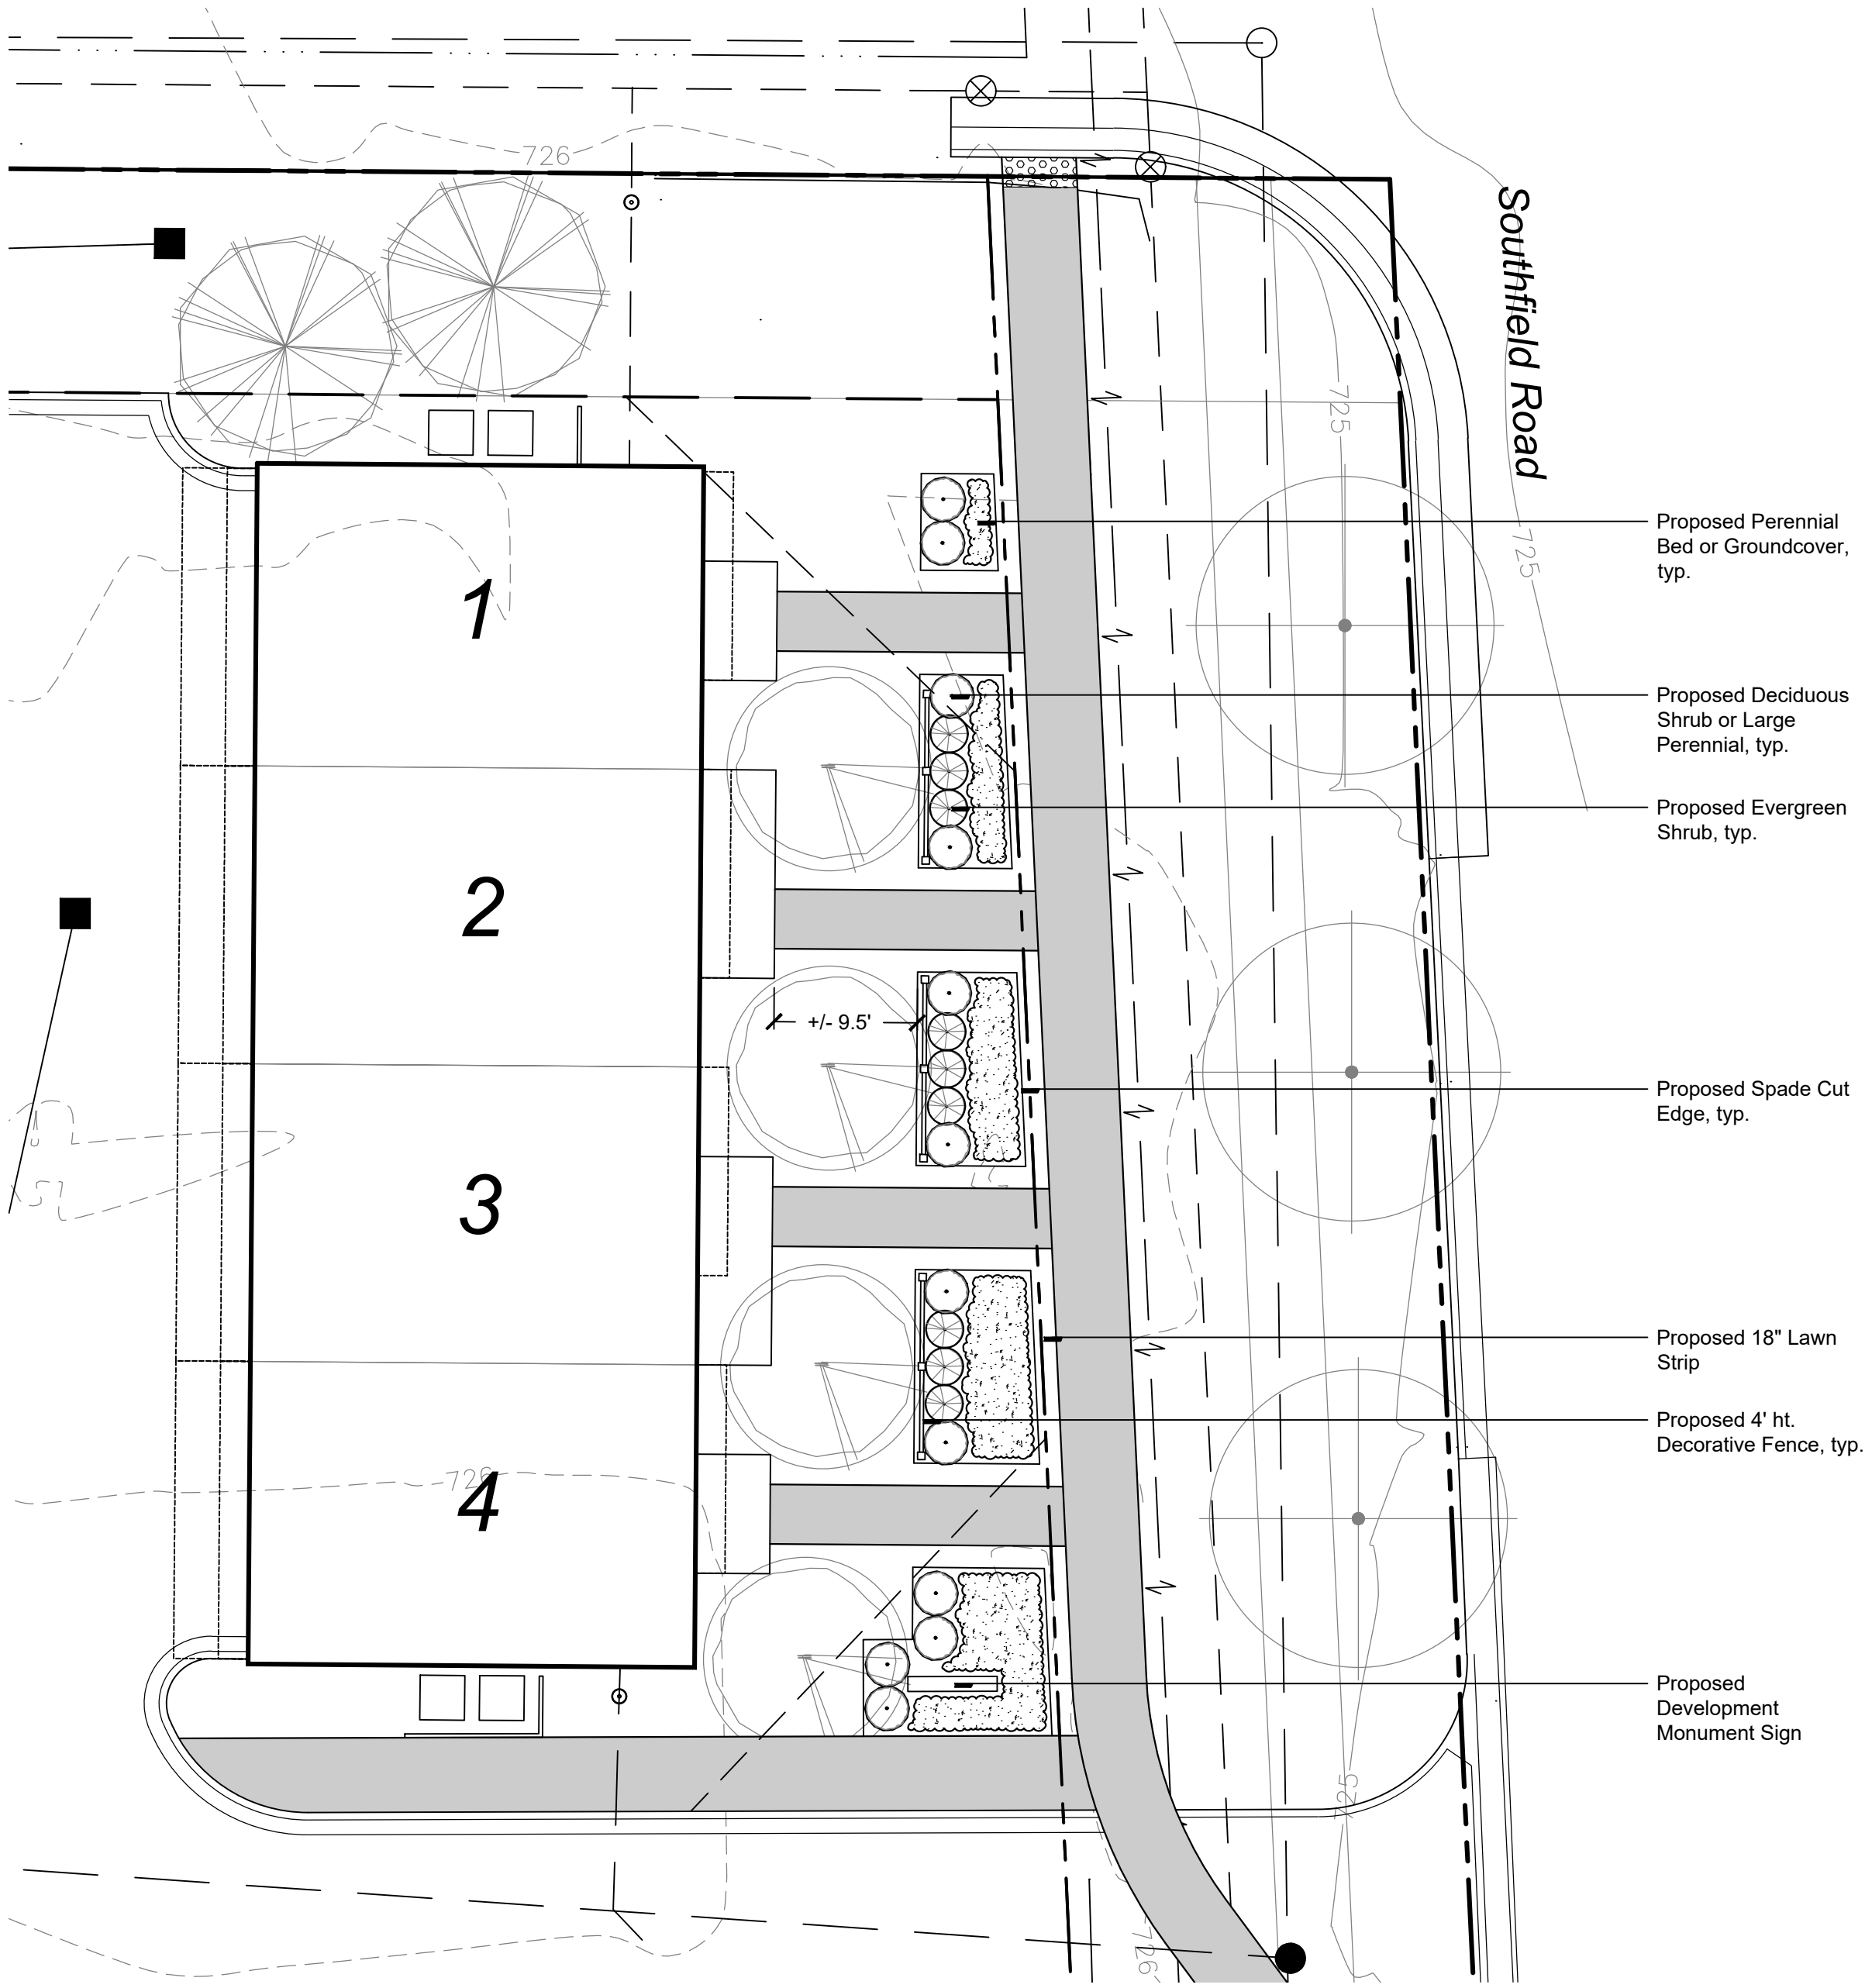 726
Southfield Road
725
725
Proposed Perennial
Bed or Groundcover,
typ.
1
Proposed Deciduous
Shrub or Large
Perennial, typ.
Proposed Evergreen
Shrub, typ.
2
+/- 9.5'
Proposed Spade Cut
Edge, typ.
3
Proposed 18" Lawn
Strip
Proposed 4' ht.
Decorative Fence, typ.
726
4
Proposed
Development
Monument Sign
725
726